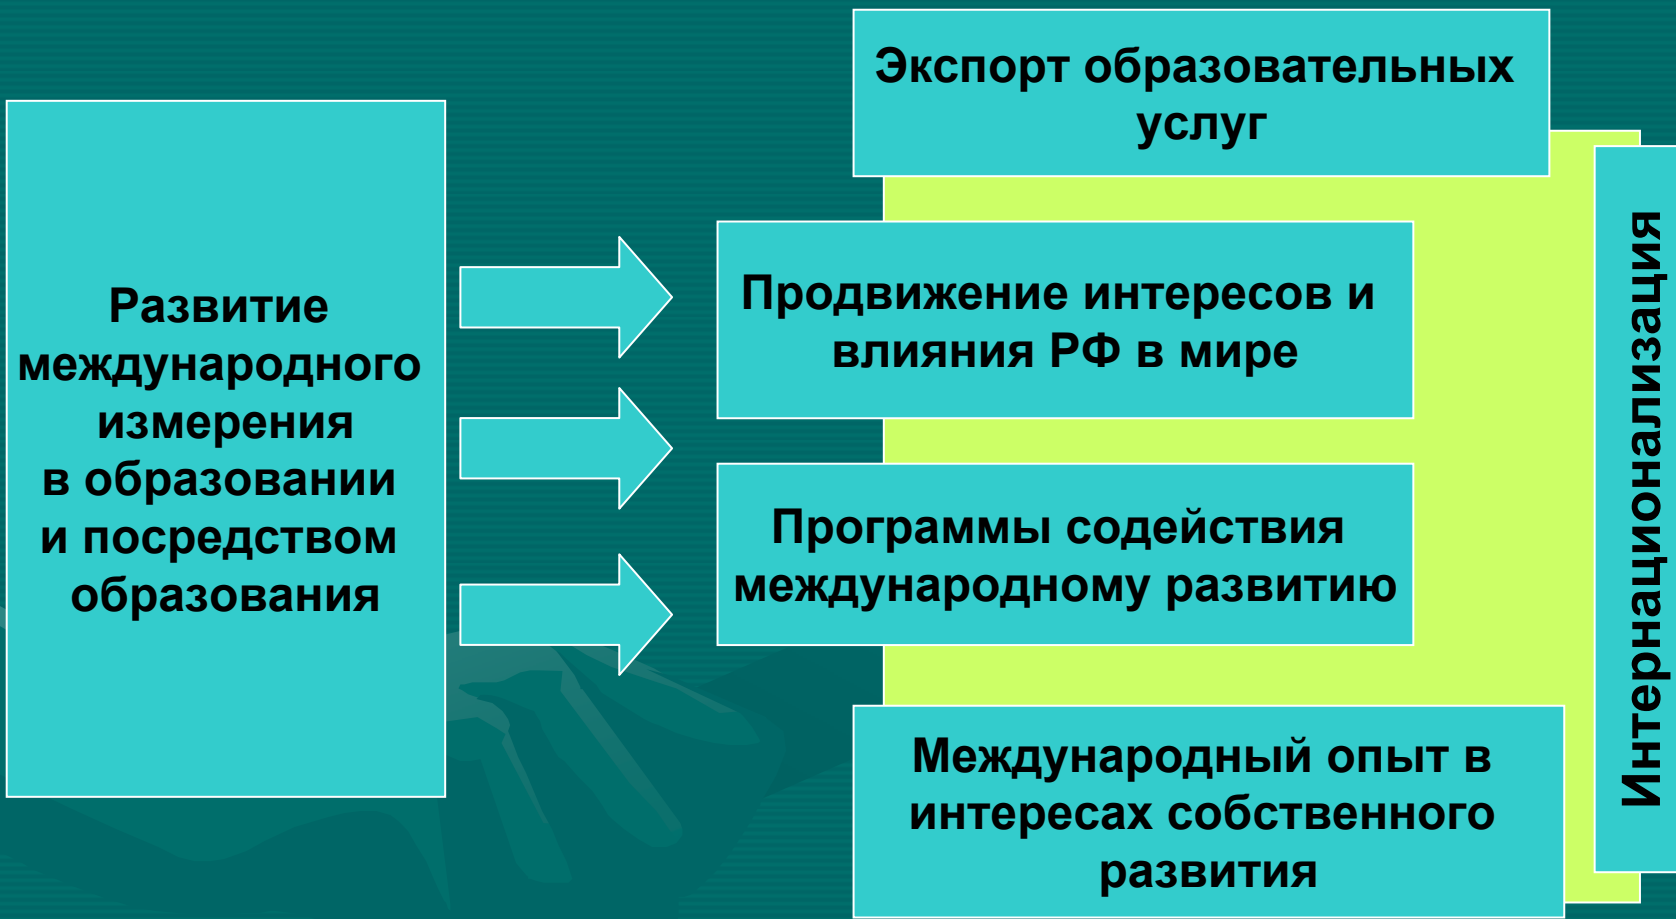 Развитие
международного
измерения
в образовании
и посредством
образования
Экспорт образовательных
услуг
Продвижение интересов и
влияния РФ в мире
Программы содействия
международному развитию
Международный опыт в
интересах собственного
развития
Интернационализация